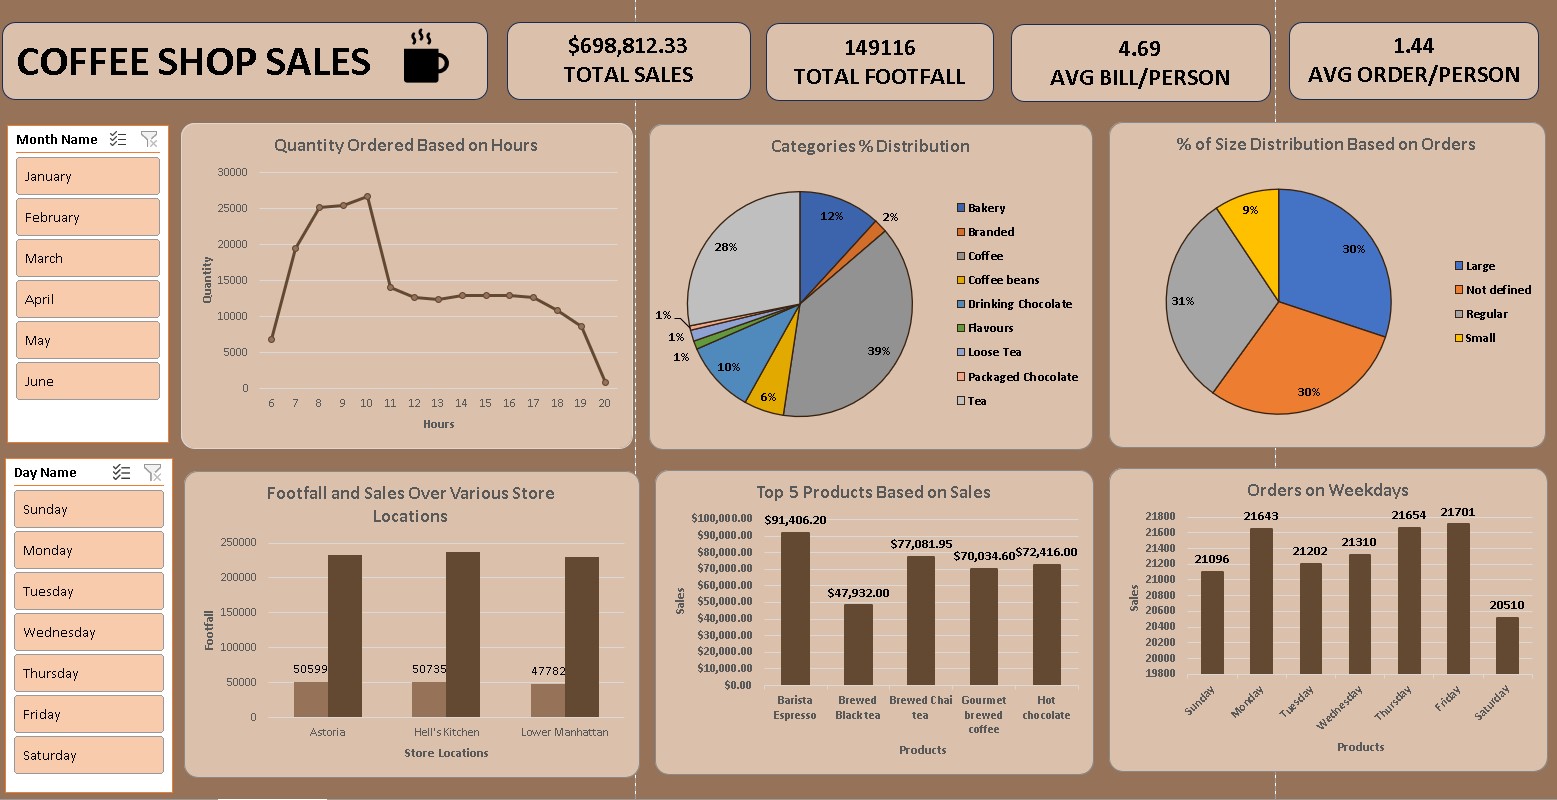 COFFEE SHOP SALES
$698,812.33
TOTAL SALES
149116
TOTAL FOOTFALL
4.69
AVG BILL/PERSON
1.44
AVG ORDER/PERSON
Month Name
January
February
March
April
May
June
Quantity Ordered Based on Hours
30000
25000
20000
15000
10000
5000
0
Quantity
6 7 8 9 10 11 12 13 14 15 16 17 18 19 20
Hours
Categories % Distribution
12%
2%
39%
6%
10%
1%
1%
1%
28%
Bakery
Branded
Coffee
Coffee beans
Drinking Chocolate
Flavours
Loose Tea
Packaged Chocolate
Tea
% of Size Distribution Based on Orders
30%
30%
31%
9%
Large
Not defined
Regular
Small
Day Name
Sunday
Monday
Tuesday
Wednesday
Thursday
Friday
Saturday
Footfall and Sales Over Various Store
Locations
250000
200000
150000
100000
50000
0
Footfall
50599
50735
47782
Astoria Hell's Kitchen Lower Manhattan
Store Locations
Top 5 Products Based on Sales
$100,000.00
$90,000.00
$80,000.00
$70,000.00
$60,000.00
$50,000.00
$40,000.00
$30,000.00
$20,000.00
$10,000.00
$0.00
Sales
$91,406.20
$47,932.00
$77,081.95
$70,034.60
$72,416.00
Barista
Espresso
Brewed
Black tea
Brewed Chai
tea
Gourmet
brewed
coffee
Hot
chocolate
Products
Orders on Weekdays
21800
21600
21400
21200
21000
20800
20600
20400
20200
20000
19800
Sales
21096
21643
21202
21310
21654
21701
20510
Sunday
Monday
Tuesday
Wednesday
Thursday
Friday
Saturday
Products